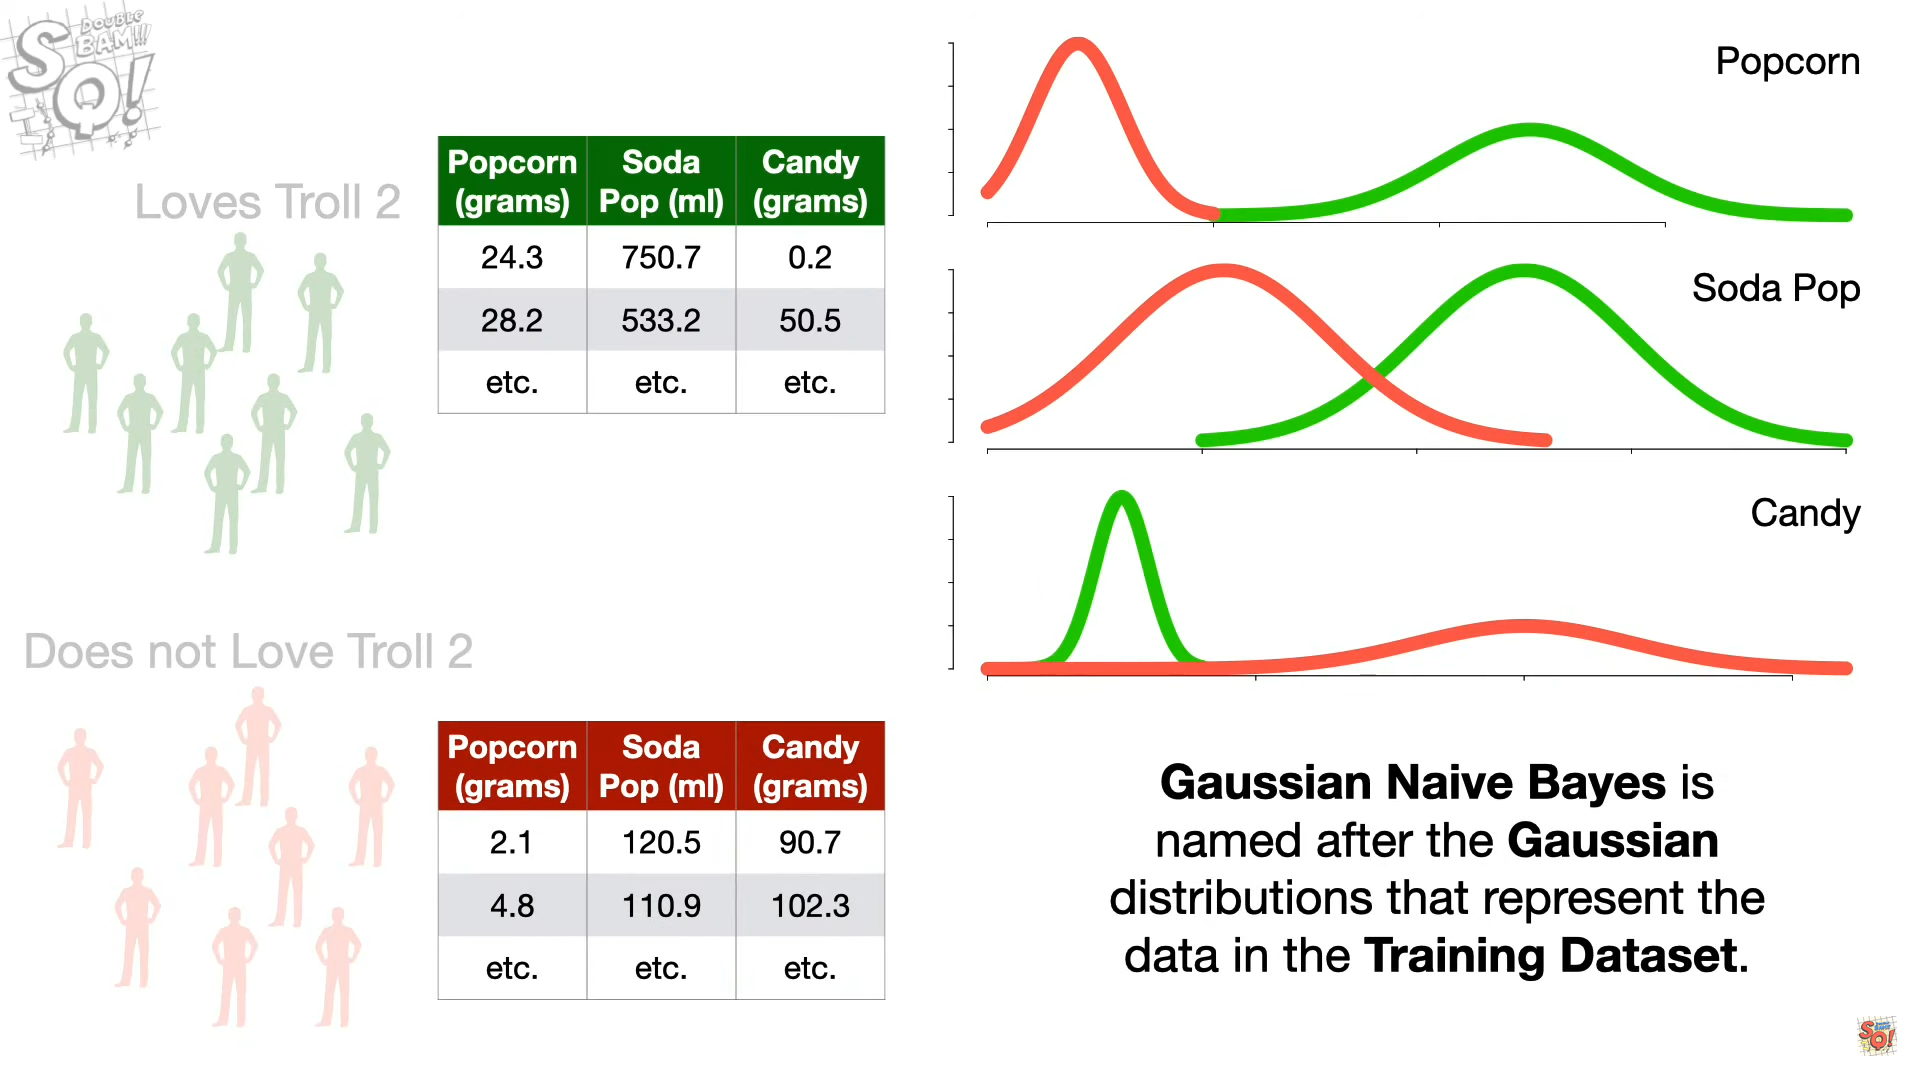 DOUBLE
BAM!!!
SQ!
Loves Troll 2
Popcorn (grams) Soda Pop (ml) Candy (grams)
24.3 750.7 0.2
28.2 533.2 50.5
etc. etc. etc.
Does not Love Troll 2
Popcorn (grams) Soda Pop (ml) Candy (grams)
2.1 120.5 90.7
4.8 110.9 102.3
etc. etc. etc.
Popcorn
Soda Pop
Candy
Gaussian Naive Bayes is
named after the Gaussian
distributions that represent the
data in the Training Dataset.
SQ!